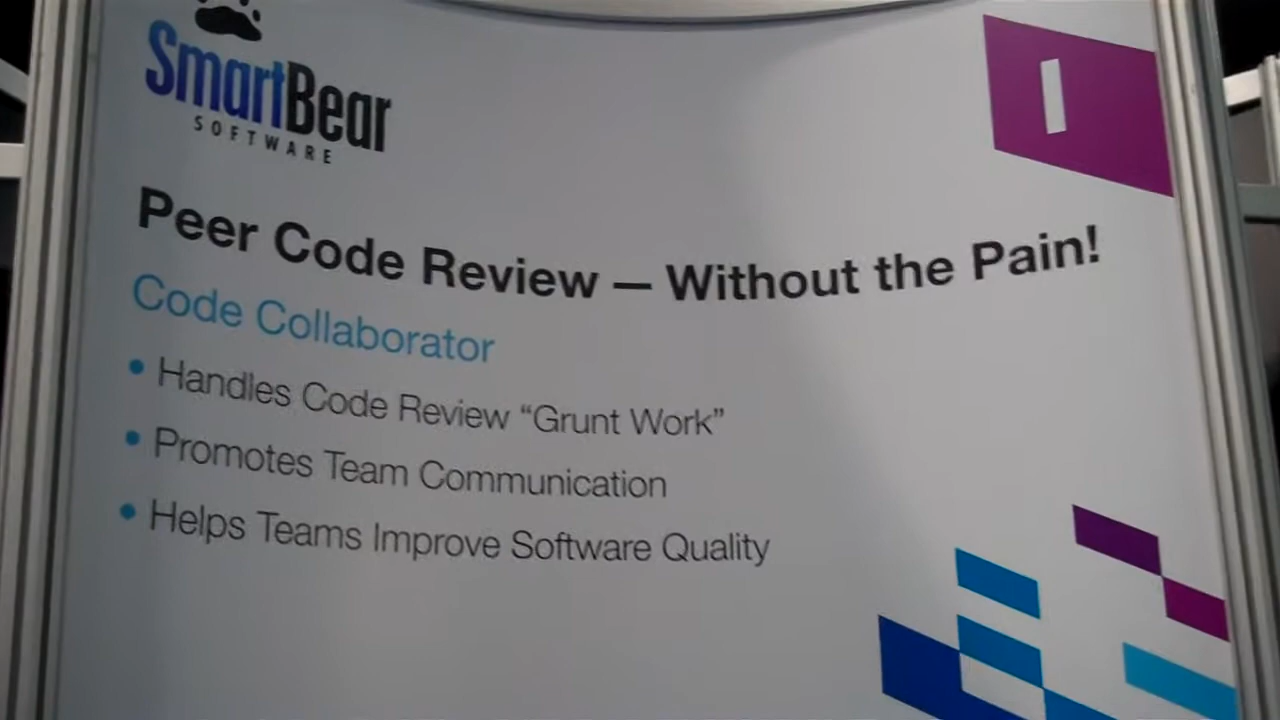 SmartBear
SOFTWARE
Peer Code Review — Without the Pain!
Code Collaborator
• Handles Code Review “Grunt Work”
• Promotes Team Communication
• Helps Teams Improve Software Quality